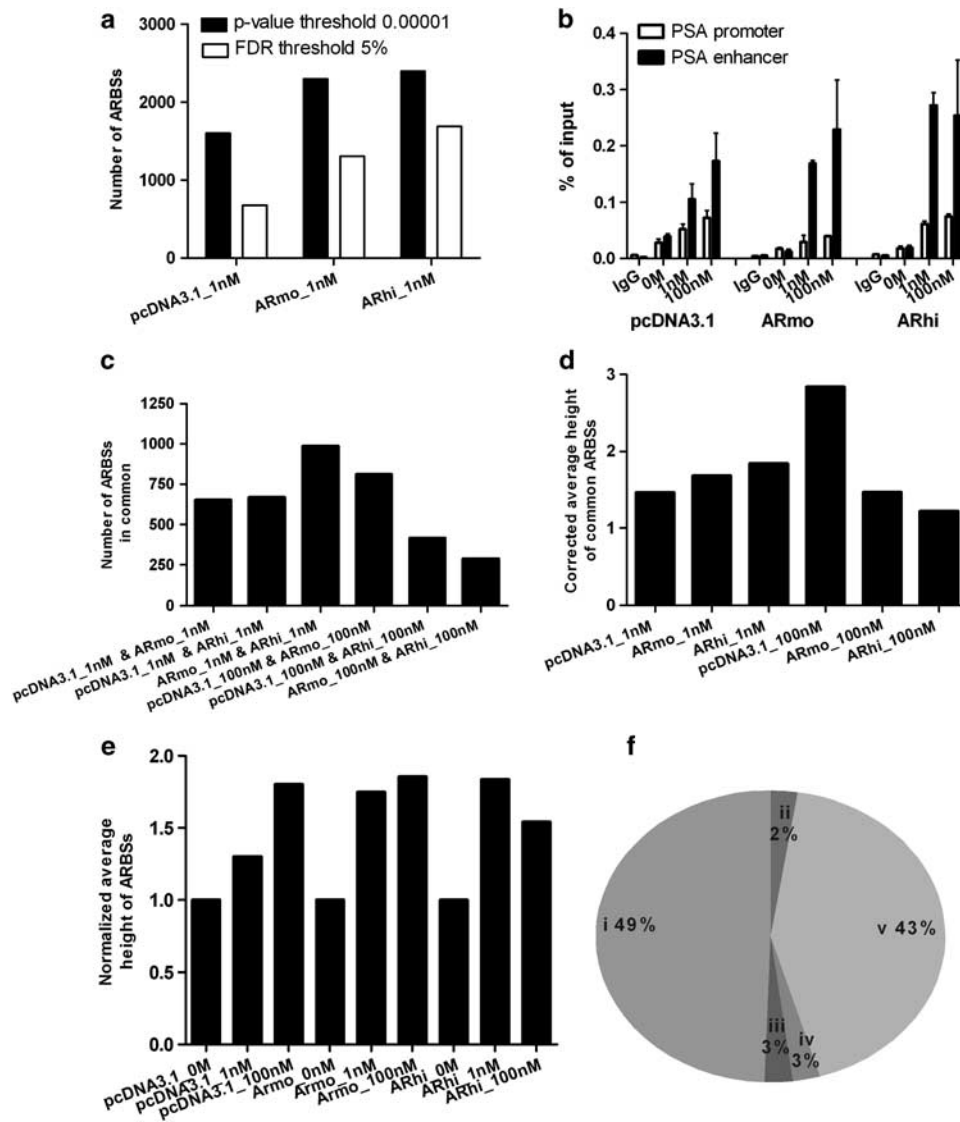 a
p-value threshold 0.00001
FDR threshold 5%
Number of ARBSs
3000
2000
1000
0
pcDNA3.1_1nM
ARmo_1nM
ARhi_1nM
b
PSA promoter
PSA enhancer
% of input
0.4
0.3
0.2
0.1
0.0
IgG
0M
1nM
100nM
IgG
0M
1nM
100nM
IgG
0M
1nM
100nM
pcDNA3.1
ARmo
ARhi
c
Number of ARBSs
in common
1250
1000
750
500
250
0
pcDNA3.1_1nM & ARmo_1nM
pcDNA3.1_1nM & ARhi_1nM
ARmo_1nM & ARhi_1nM
pcDNA3.1_100nM & ARmo_100nM
pcDNA3.1_100nM & ARhi_100nM
ARmo_100nM & ARhi_100nM
d
Corrected average height
of common ARBSs
3
2
1
0
pcDNA3.1_1nM
ARmo_1nM
ARhi_1nM
pcDNA3.1_100nM
ARmo_100nM
ARhi_100nM
e
Normalized average
height of ARBSs
2.0
1.5
1.0
0.5
0.0
pcDNA3.1_0M
pcDNA3.1_1nM
pcDNA3.1_100nM
Armo_0nM
Armo_1nM
Armo_100nM
ARhi_0M
ARhi_1nM
ARhi_100nM
f
ii
2%
i 49%
v 43%
iii
3%
iv
3%